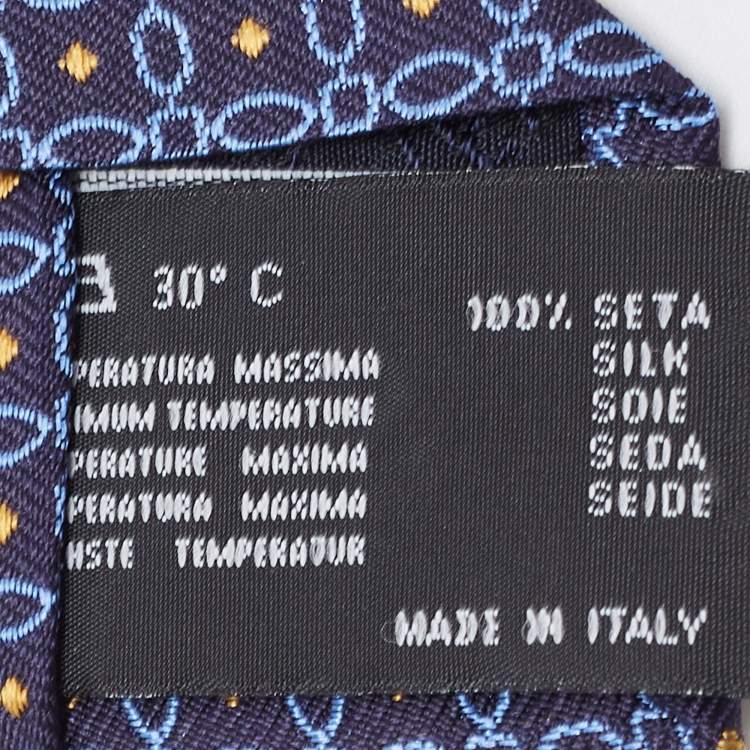 30° C
PERATURA MASSIMA
IMUM TEMPERATURE
PERATURE MAXIMA
PERATURA MAXIMA
HSTE TEMPERATUR
100% SETA
SILK
SOIE
SEDA
SEIDE
MADE IN ITALY